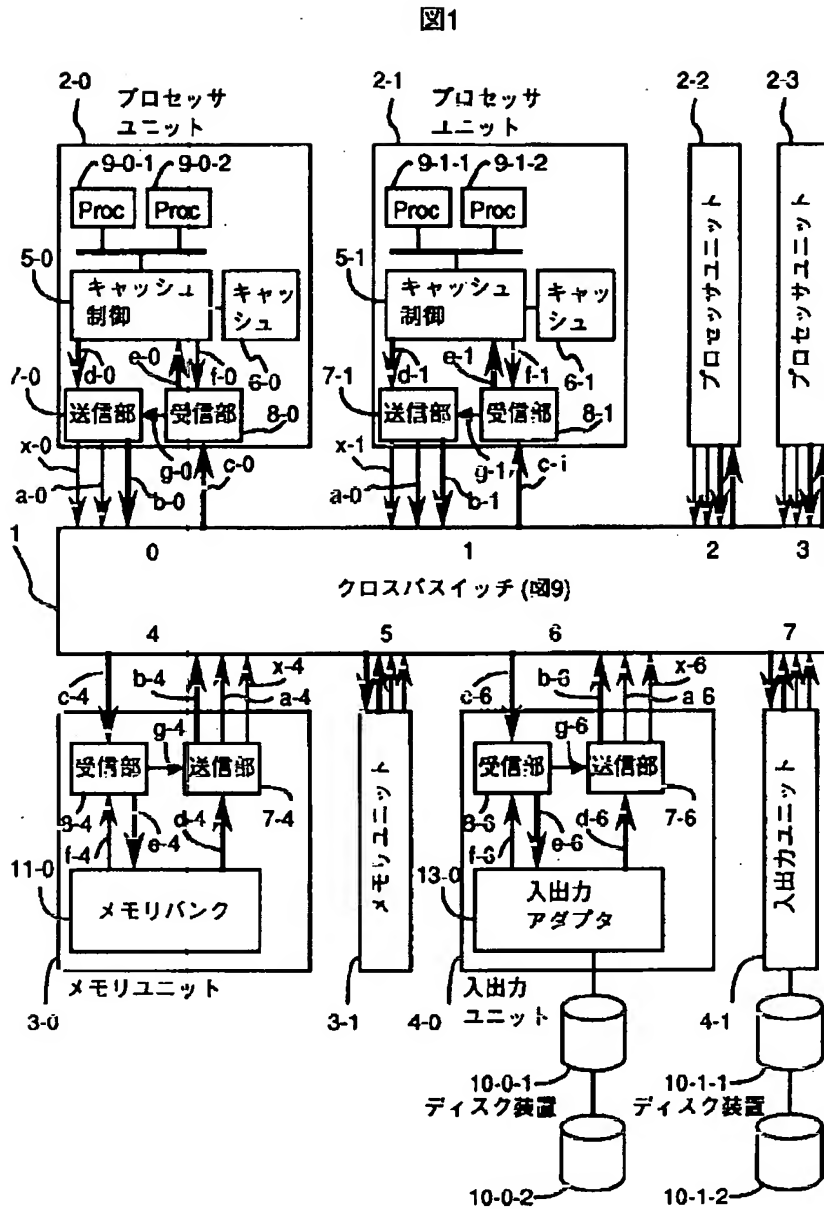 図1
2-0
プロセッサ
ユニット
2-1
プロセッサ
ユニット
2-2
2-3
9-0-1
9-0-2
9-1-1
9-1-2
Proc
Proc
Proc
Proc
5-0
キャッシュ
制御
キャッ
シュ
5-1
キャッシュ
制御
キャッ
シュ
プロセッサユニット
プロセッサユニット
d-0
e-0
f-0
6-0
d-1
e-1
f-1
6-1
7-0
送信部
受信部
8-0
7-1
送信部
受信部
8-1
x-0
a-0
b-0
g-0
c-0
x-1
a-0
b-1
g-1
c-i
1
0
1
2
3
クロスバスイッチ(図9)
4
5
6
7
c-4
b-4
x-4
a-4
c-6
b-6
x-6
a-6
g-4
g-6
受信部
送信部
受信部
送信部
8-4
f-4
e-4
d-4
7-4
8-6
f-6
e-6
d-6
7-6
メモリユニット
入出力ユニット
11-0
メモリバンク
13-0
入出力
アダプタ
メモリユニット
3-0
3-1
4-0
入出力
ユニット
4-1
10-0-1
10-1-1
ディスク装置
ディスク装置
10-0-2
10-1-2